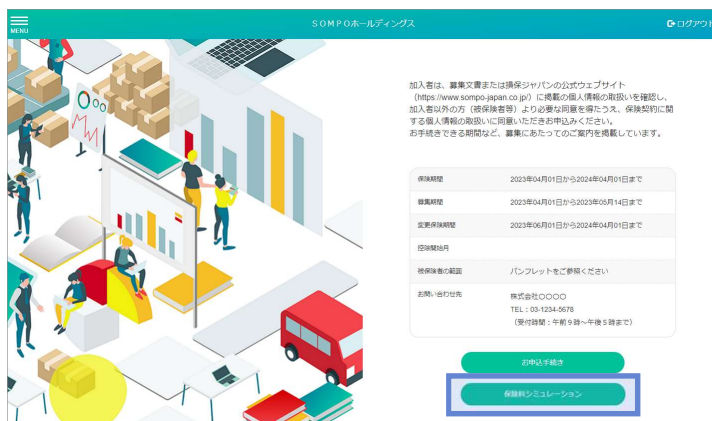 MENU
SOMPOホールディングス
ログアウト
加入者は、募集文書または損保ジャパンの公式ウェブサイト
（https://www.sompo-japan.co.jp/）に掲載の個人情報の取扱いを確認し、
加入者以外の方（被保険者等）より必要な同意を得たうえ、保険契約に関
する個人情報の取扱いに同意いただきお申込みください。
お手続きできる期間など、募集にあたってのご案内を掲載しています。
保険期間 2023年04月01日から2024年04月01日まで
募集期間 2023年04月01日から2023年05月14日まで
変更保険期間 2023年06月01日から2024年04月01日まで
控除開始月
被保険者の範囲 パンフレットをご参照ください
お問い合わせ先 株式会社〇〇〇〇
TEL：03-1234-5678
（受付時間：午前９時～午後５時まで）
お申込手続き
保険料シミュレーション